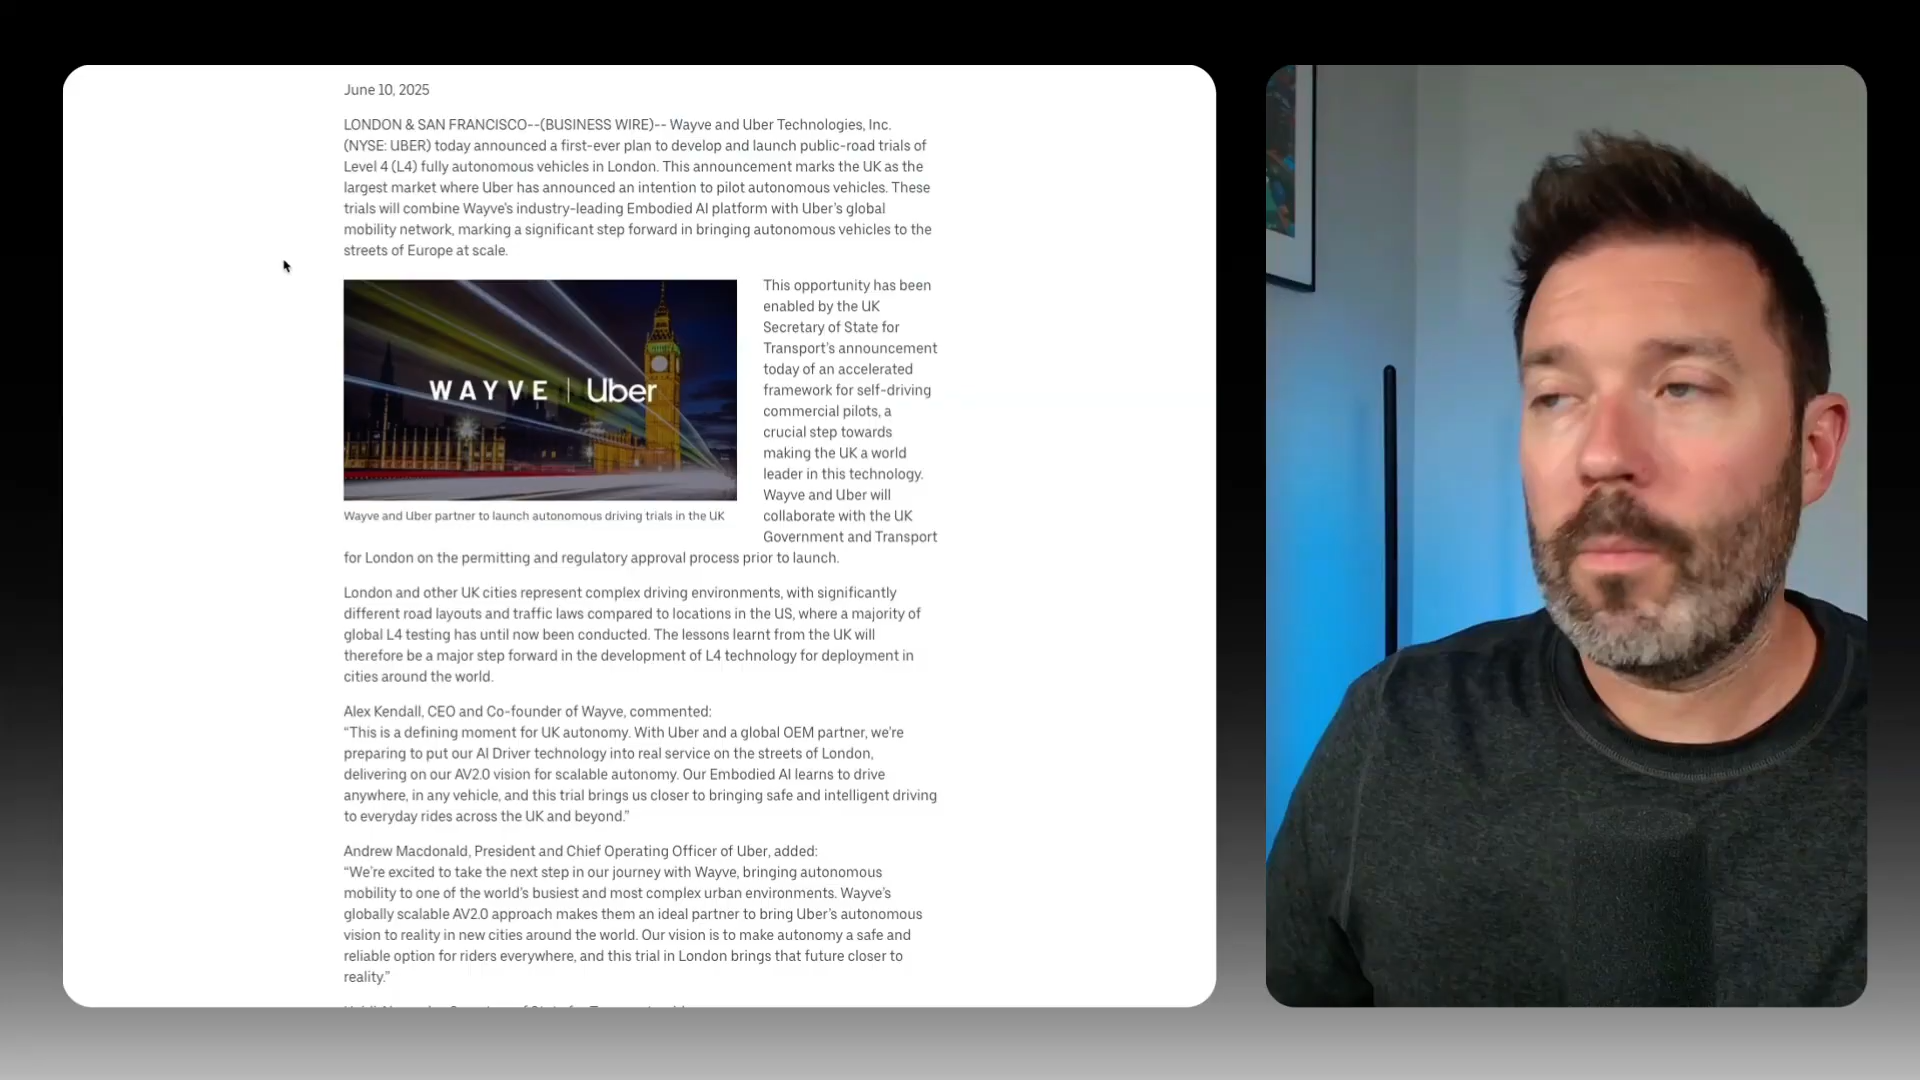 June 10, 2025
LONDON & SAN FRANCISCO--(BUSINESS WIRE)-- Wayve and Uber Technologies, Inc.
(NYSE: UBER) today announced a first-ever plan to develop and launch public-road trials of
Level 4 (L4) fully autonomous vehicles in London. This announcement marks the UK as the
largest market where Uber has announced an intention to pilot autonomous vehicles. These
trials will combine Wayve's industry-leading Embodied AI platform with Uber's global
mobility network, marking a significant step forward in bringing autonomous vehicles to the
streets of Europe at scale.
WAYVE | Uber
Wayve and Uber partner to launch autonomous driving trials in the UK
This opportunity has been
enabled by the UK
Secretary of State for
Transport's announcement
today of an accelerated
framework for self-driving
commercial pilots, a
crucial step towards
making the UK a world
leader in this technology.
Wayve and Uber will
collaborate with the UK
Government and Transport
for London on the permitting and regulatory approval process prior to launch.
London and other UK cities represent complex driving environments, with significantly
different road layouts and traffic laws compared to locations in the US, where a majority of
global L4 testing has until now been conducted. The lessons learnt from the UK will
therefore be a major step forward in the development of L4 technology for deployment in
cities around the world.
Alex Kendall, CEO and Co-founder of Wayve, commented:
“This is a defining moment for UK autonomy. With Uber and a global OEM partner, we're
preparing to put our AI Driver technology into real service on the streets of London,
delivering on our AV2.0 vision for scalable autonomy. Our Embodied AI learns to drive
anywhere, in any vehicle, and this trial brings us closer to bringing safe and intelligent driving
to everyday rides across the UK and beyond.”
Andrew Macdonald, President and Chief Operating Officer of Uber, added:
“We're excited to take the next step in our journey with Wayve, bringing autonomous
mobility to one of the world's busiest and most complex urban environments. Wayve's
globally scalable AV2.0 approach makes them an ideal partner to bring Uber's autonomous
vision to reality in new cities around the world. Our vision is to make autonomy a safe and
reliable option for riders everywhere, and this trial in London brings that future closer to
reality.”